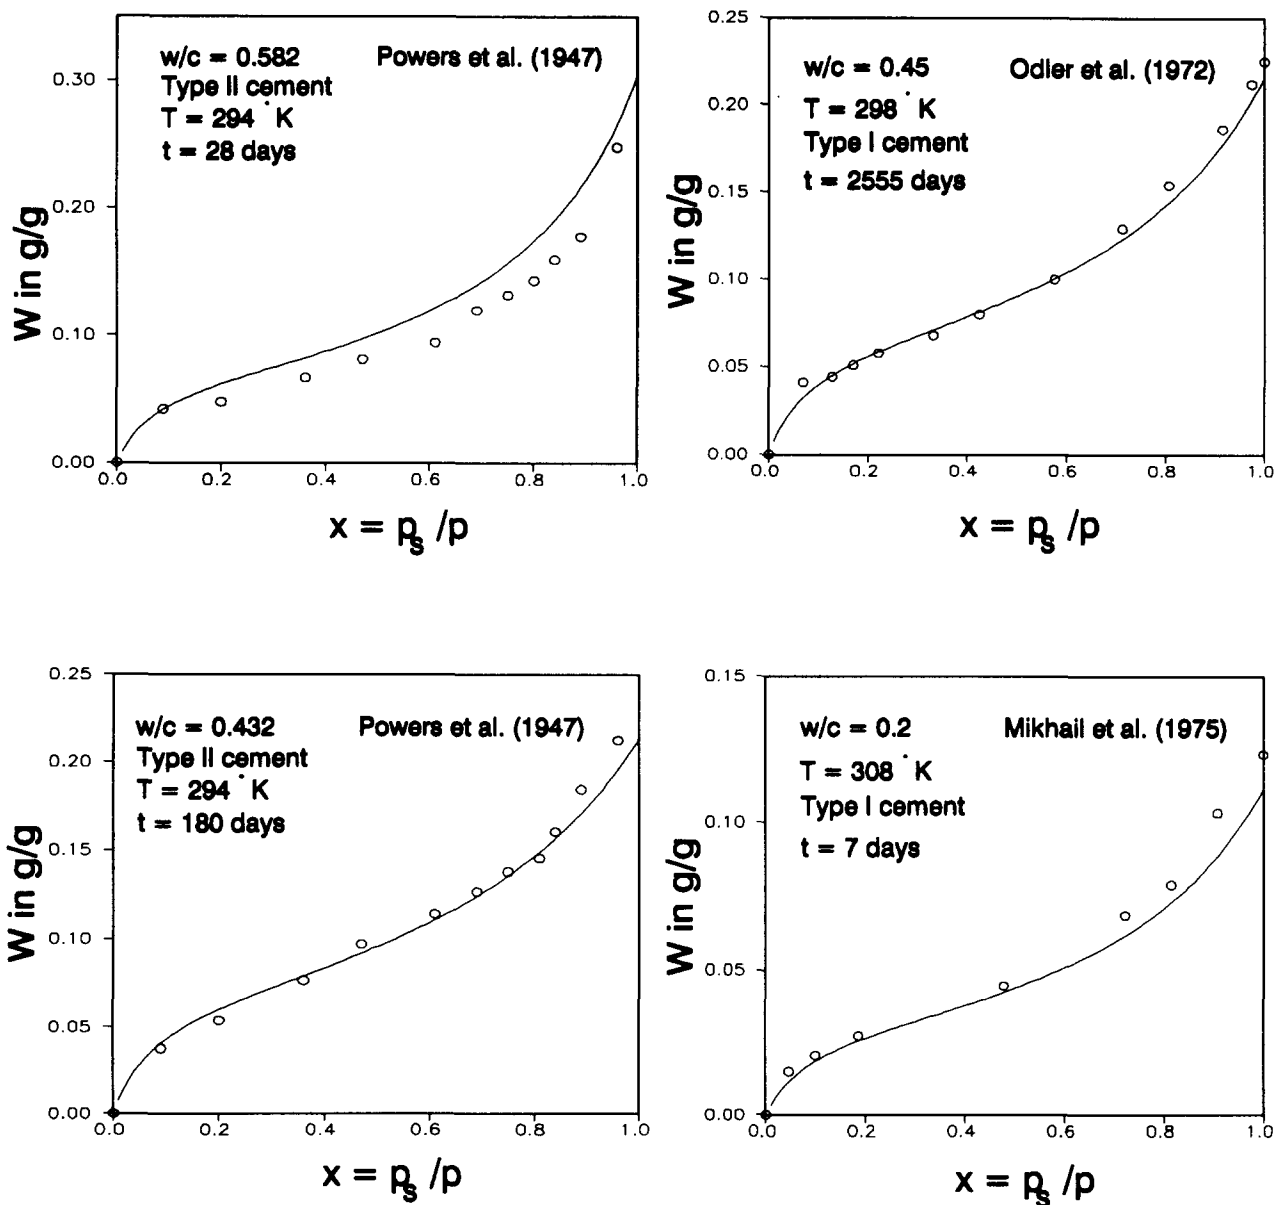 w/c = 0.582 Powers et al. (1947)
Type II cement
T = 294 °K
t = 28 days
0.30
0.20
0.10
0.00
W in g/g
0.0 0.2 0.4 0.6 0.8 1.0
x = ps /p
w/c = 0.45 Odler et al. (1972)
T = 298 °K
Type I cement
t = 2555 days
0.25
0.20
0.15
0.10
0.05
0.00
W in g/g
0.0 0.2 0.4 0.6 0.8 1.0
x = ps /p
w/c = 0.432 Powers et al. (1947)
Type II cement
T = 294 °K
t = 180 days
0.25
0.20
0.15
0.10
0.05
0.00
W in g/g
0.0 0.2 0.4 0.6 0.8 1.0
x = ps /p
w/c = 0.2 Mikhail et al. (1975)
T = 308 °K
Type I cement
t = 7 days
0.15
0.10
0.05
0.00
W in g/g
0.0 0.2 0.4 0.6 0.8 1.0
x = ps /p